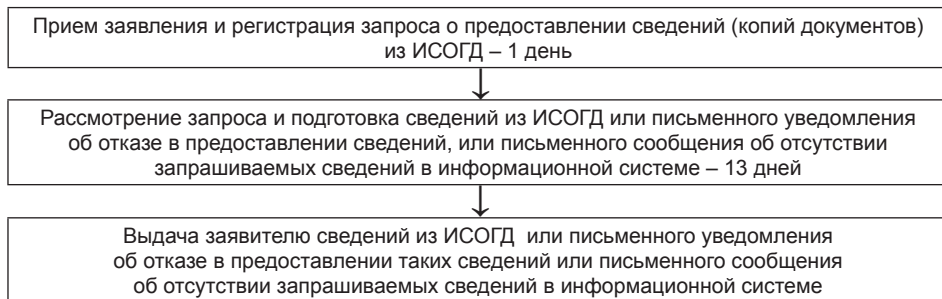 Прием заявления и регистрация запроса о предоставлении сведений (копий документов)
из ИСОГД – 1 день
Рассмотрение запроса и подготовка сведений из ИСОГД или письменного уведомления
об отказе в предоставлении сведений, или письменного сообщения об отсутствии
запрашиваемых сведений в информационной системе – 13 дней
Выдача заявителю сведений из ИСОГД или письменного уведомления
об отказе в предоставлении таких сведений или письменного сообщения
об отсутствии запрашиваемых сведений в информационной системе